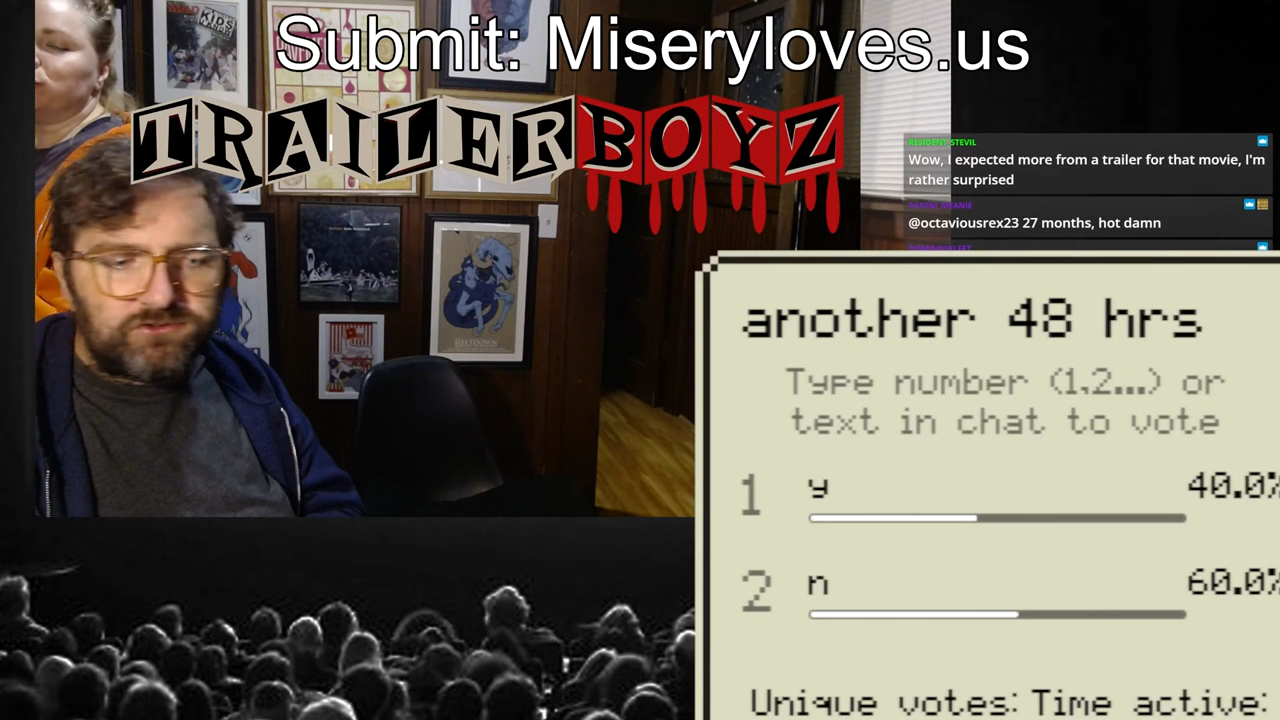 Submit: Miseryloves.us
TRAILERBOYZ
RESIDENT_STEVIL
Wow, I expected more from a trailer for that movie, I'm
rather surprised
@octaviousrex23 27 months, hot damn
another 48 hrs
Type number (1,2...) or
text in chat to vote
1 y 40.0%
2 n 60.0%
Unique votes: Time active: